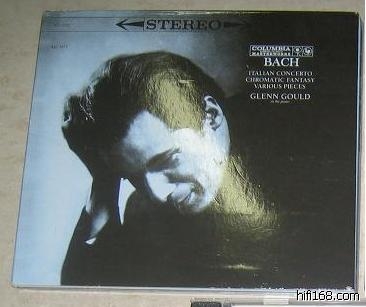 STEREO
COLUMBIA
MASTERWORKS
BACH
ITALIAN CONCERTO
CHROMATIC FANTASY
VARIOUS PIECES
GLENN GOULD
hifi168.com